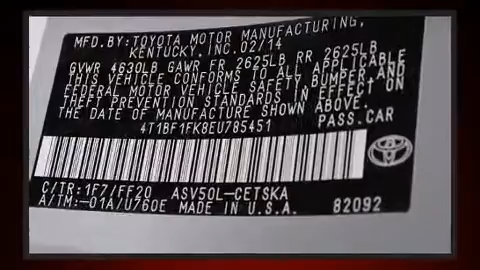 MFD.BY:TOYOTA MOTOR MANUFACTURING,
KENTUCKY,INC.02/14
GVWR 4630LB GAWR FR 2625LB RR 2625LB
THIS VEHICLE CONFORMS TO ALL APPLICABLE
FEDERAL MOTOR VEHICLE SAFETY BUMPER,AND
THEFT PREVENTION STANDARDS IN EFFECT ON
THE DATE OF MANUFACTURE SHOWN ABOVE.
4T1BF1FK8EU785451 PASS.CAR
C/TR:1F7/FF20 ASV50L-CETSKA
A/TM:-01A/U760E MADE IN U.S.A. 82092